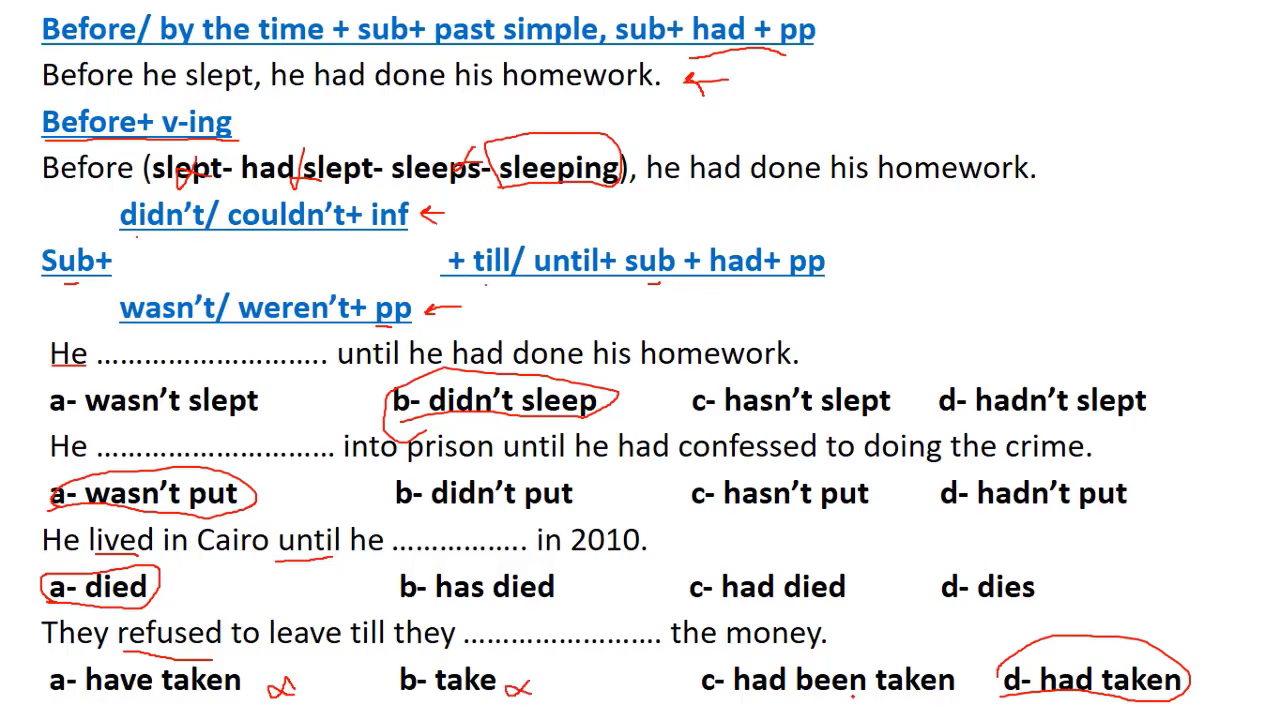 Before/ by the time + sub+ past simple, sub+ had + pp
Before he slept, he had done his homework.
Before+ v-ing
Before (slept- had slept- sleeps- sleeping), he had done his homework.
didn’t/ couldn’t+ inf
Sub+ + till/ until+ sub + had+ pp
wasn’t/ weren’t+ pp
He ……………………….. until he had done his homework.
a- wasn’t slept b- didn’t sleep c- hasn’t slept d- hadn’t slept
He ………………………… into prison until he had confessed to doing the crime.
a- wasn’t put b- didn’t put c- hasn’t put d- hadn’t put
He lived in Cairo until he …………….. in 2010.
a- died b- has died c- had died d- dies
They refused to leave till they ……………………. the money.
a- have taken b- take c- had been taken d- had taken